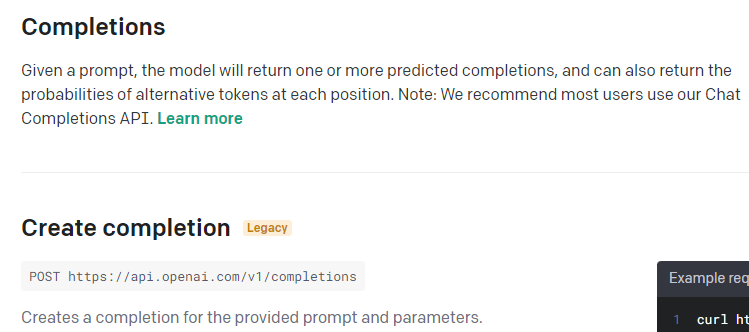 Completions
Given a prompt, the model will return one or more predicted completions, and can also return the
probabilities of alternative tokens at each position. Note: We recommend most users use our Chat
Completions API. Learn more
Create completion Legacy
POST https://api.openai.com/v1/completions
Example req
Creates a completion for the provided prompt and parameters.
1 curl ht